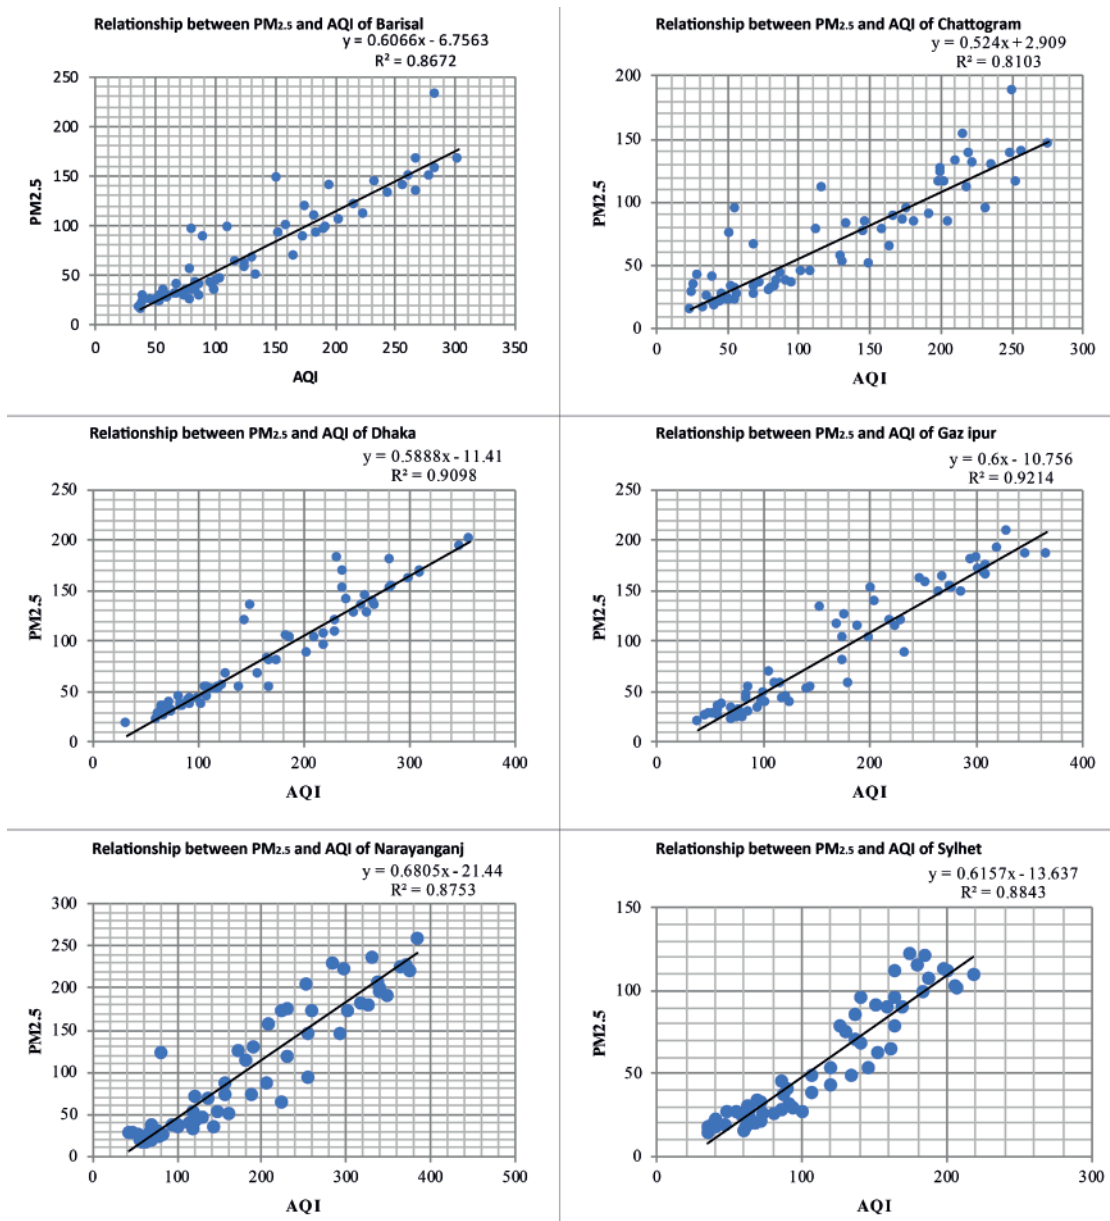 Relationship between PM2.5 and AQI of Barisal
y = 0.6066x - 6.7563
R² = 0.8672
250
200
150
100
50
0
0 50 100 150 200 250 300 350
PM2.5
AQI
Relationship between PM2.5 and AQI of Chattogram
y = 0.524x + 2.909
R² = 0.8103
200
150
100
50
0
0 50 100 150 200 250 300
PM2.5
AQI
Relationship between PM2.5 and AQI of Dhaka
y = 0.5888x - 11.41
R² = 0.9098
250
200
150
100
50
0
0 100 200 300 400
PM2.5
AQI
Relationship between PM2.5 and AQI of Gaz ipur
y = 0.6x - 10.756
R² = 0.9214
250
200
150
100
50
0
0 100 200 300 400
PM2.5
AQI
Relationship between PM2.5 and AQI of Narayanganj
y = 0.6805x - 21.44
R² = 0.8753
300
250
200
150
100
50
0
0 100 200 300 400 500
PM2.5
AQI
Relationship between PM2.5 and AQI of Sylhet
y = 0.6157x - 13.637
R² = 0.8843
150
100
50
0
0 100 200 300
PM2.5
AQI